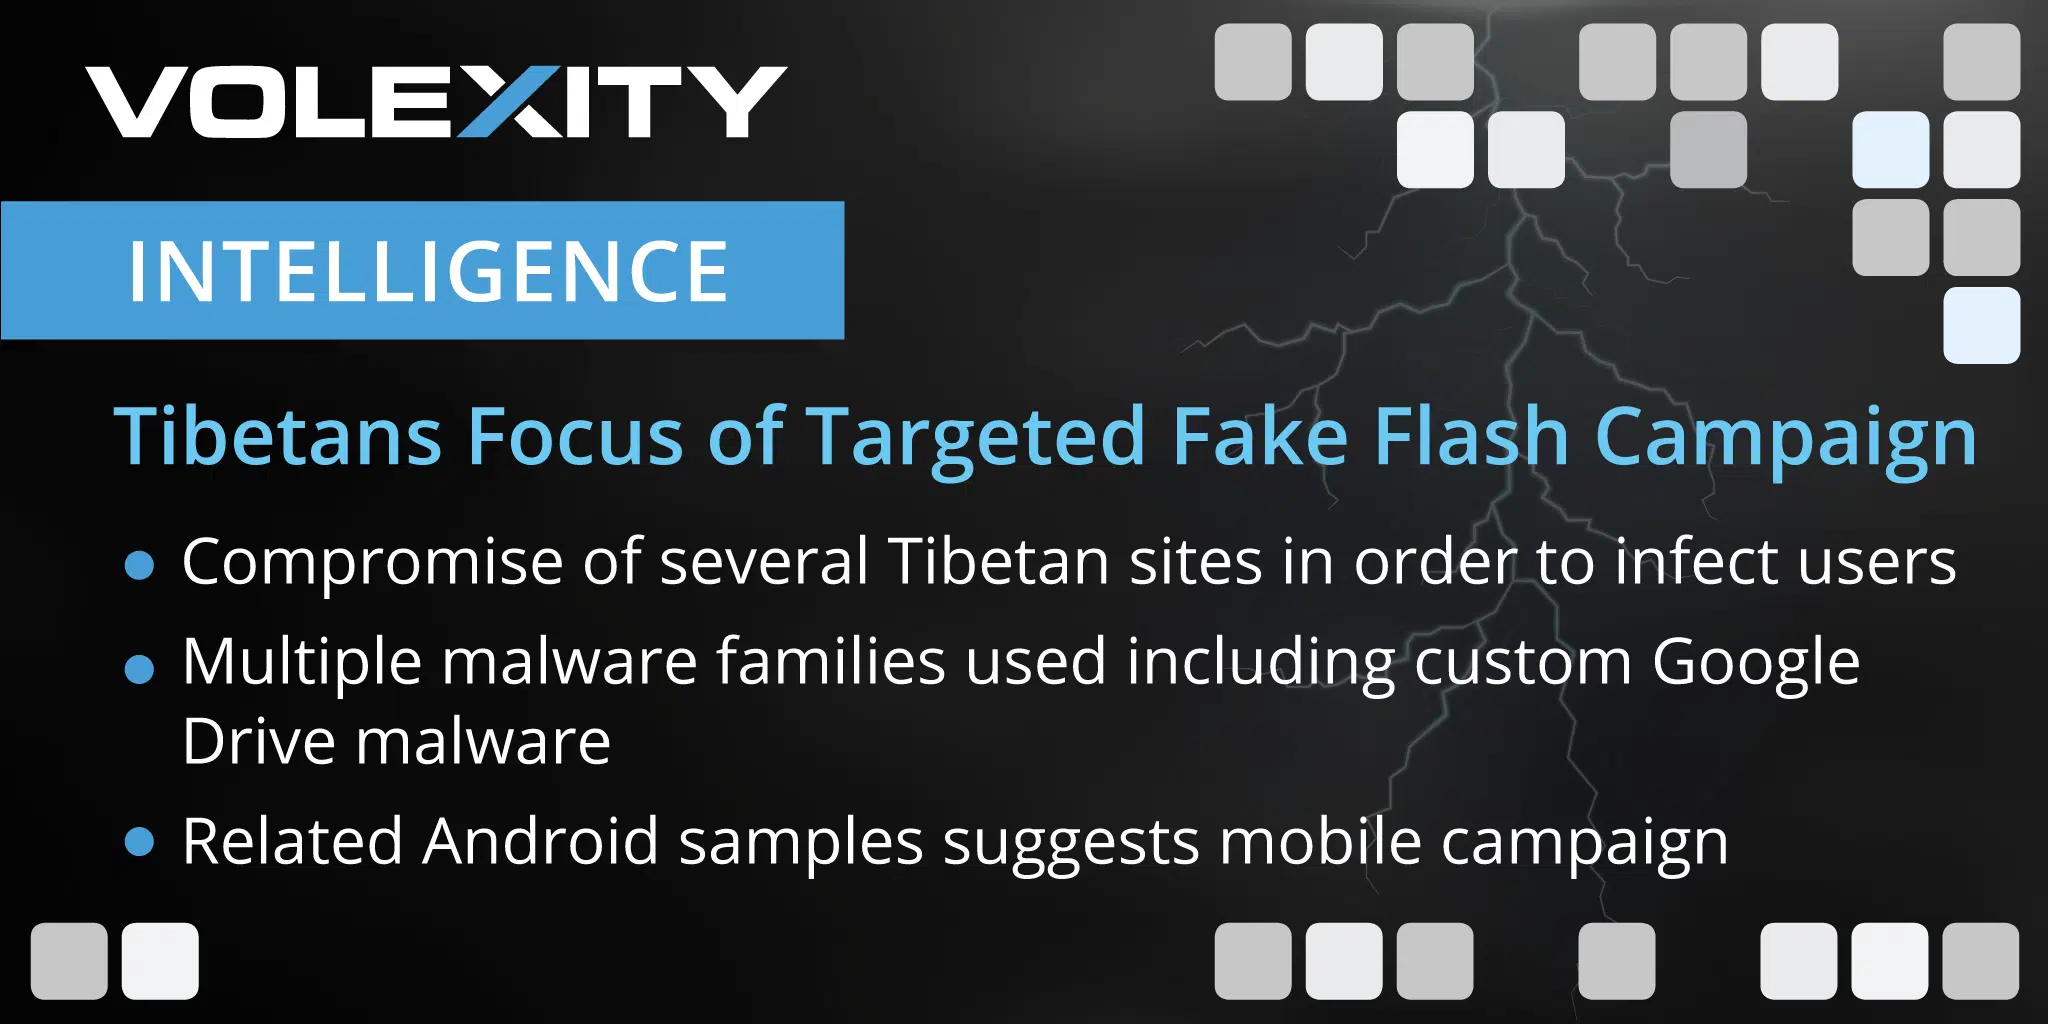 VOLEXITY
INTELLIGENCE
Tibetans Focus of Targeted Fake Flash Campaign
• Compromise of several Tibetan sites in order to infect users
• Multiple malware families used including custom Google
Drive malware
• Related Android samples suggests mobile campaign